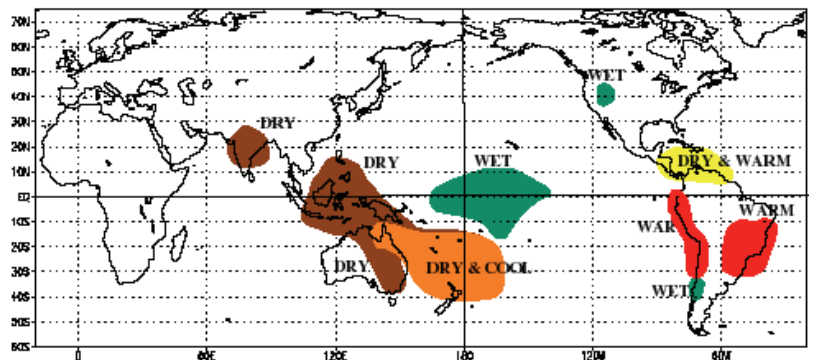 70N
60N
50N
WET
40N
30N
DRY
20N
DRY
WET
DRY & WARM
10N
EQ
10S
WARM
20S
WAR
30S
DRY
DRY & COOL
40S
WET
50S
60S
0
60E
120E
180
120W
60W